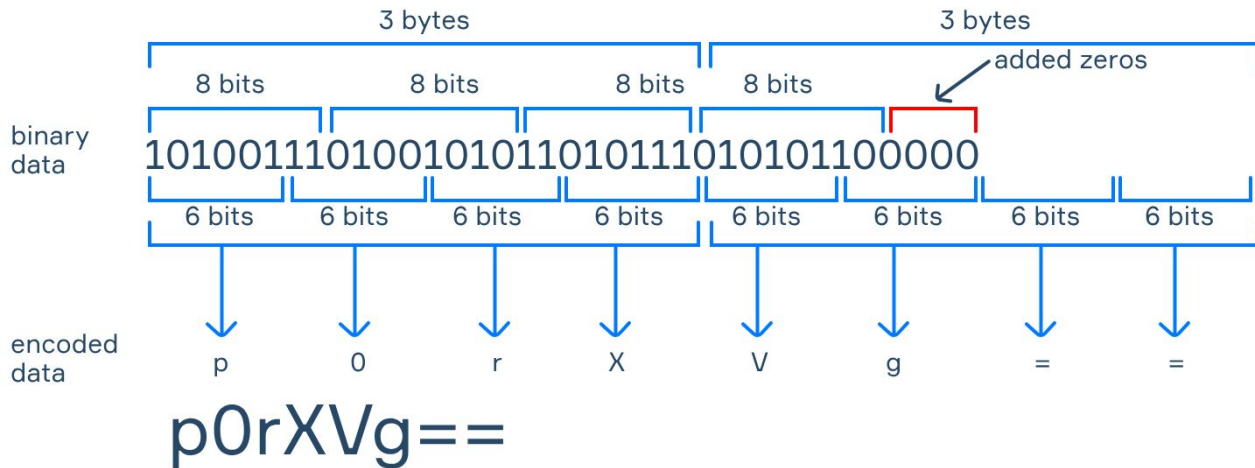 3 bytes 3 bytes
added zeros
8 bits 8 bits 8 bits 8 bits
binary
data
101001110100101011010111010101100000
6 bits 6 bits 6 bits 6 bits 6 bits 6 bits 6 bits 6 bits
encoded
data
p 0 r X V g = =
p0rXVg==